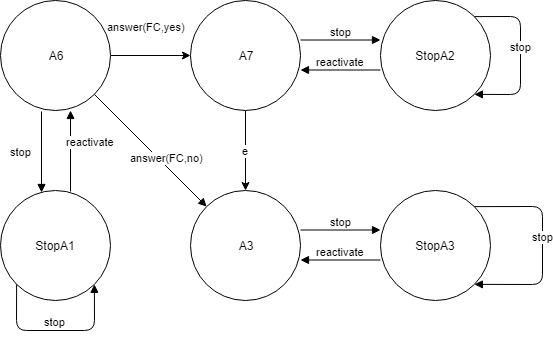 answer(FC,yes)
A6
A7
stop
reactivate
StopA2
stop
stop
reactivate
answer(FC,no)
e
StopA1
A3
stop
reactivate
StopA3
stop
stop